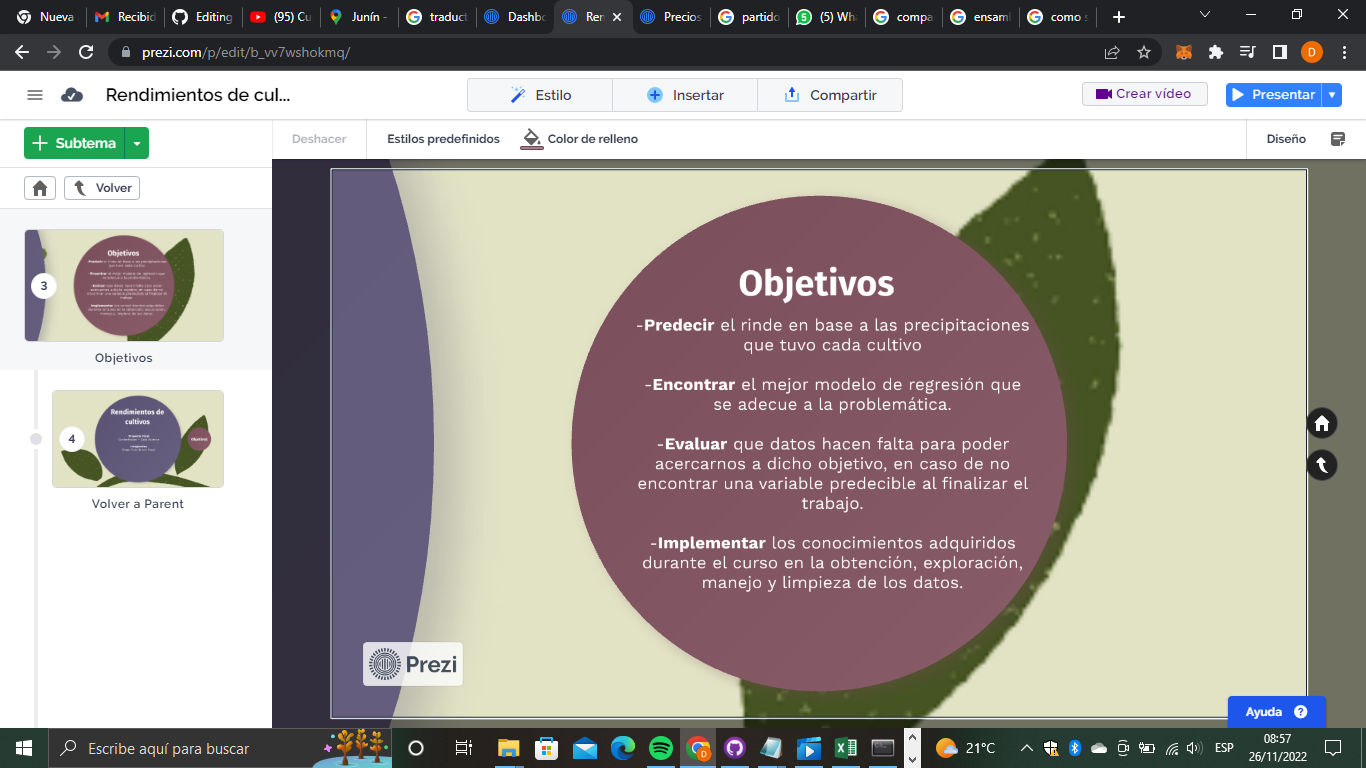 Nueva
Recibid
Editing
(95) Cu
Junín -
traduct
Dashbo
Ren
Precios
partido
(5) Wha
compa
ensaml
como s
prezi.com/p/edit/b_vv7wshokmq/
D
Rendimientos de cul...
Estilo
Insertar
Compartir
Crear vídeo
Presentar
Subtema
Deshacer
Estilos predefinidos
Color de relleno
Diseño
Volver
3
Objetivos
Objetivos
4
Rendimientos de
cultivos
Objetivos
Volver a Parent
Objetivos
-Predecir el rinde en base a las precipitaciones
que tuvo cada cultivo
-Encontrar el mejor modelo de regresión que
se adecue a la problemática.
-Evaluar que datos hacen falta para poder
acercarnos a dicho objetivo, en caso de no
encontrar una variable predecible al finalizar el
trabajo.
-Implementar los conocimientos adquiridos
durante el curso en la obtención, exploración,
manejo y limpieza de los datos.
Prezi
Ayuda ?
Escribe aquí para buscar
21°C
ESP
08:57
26/11/2022